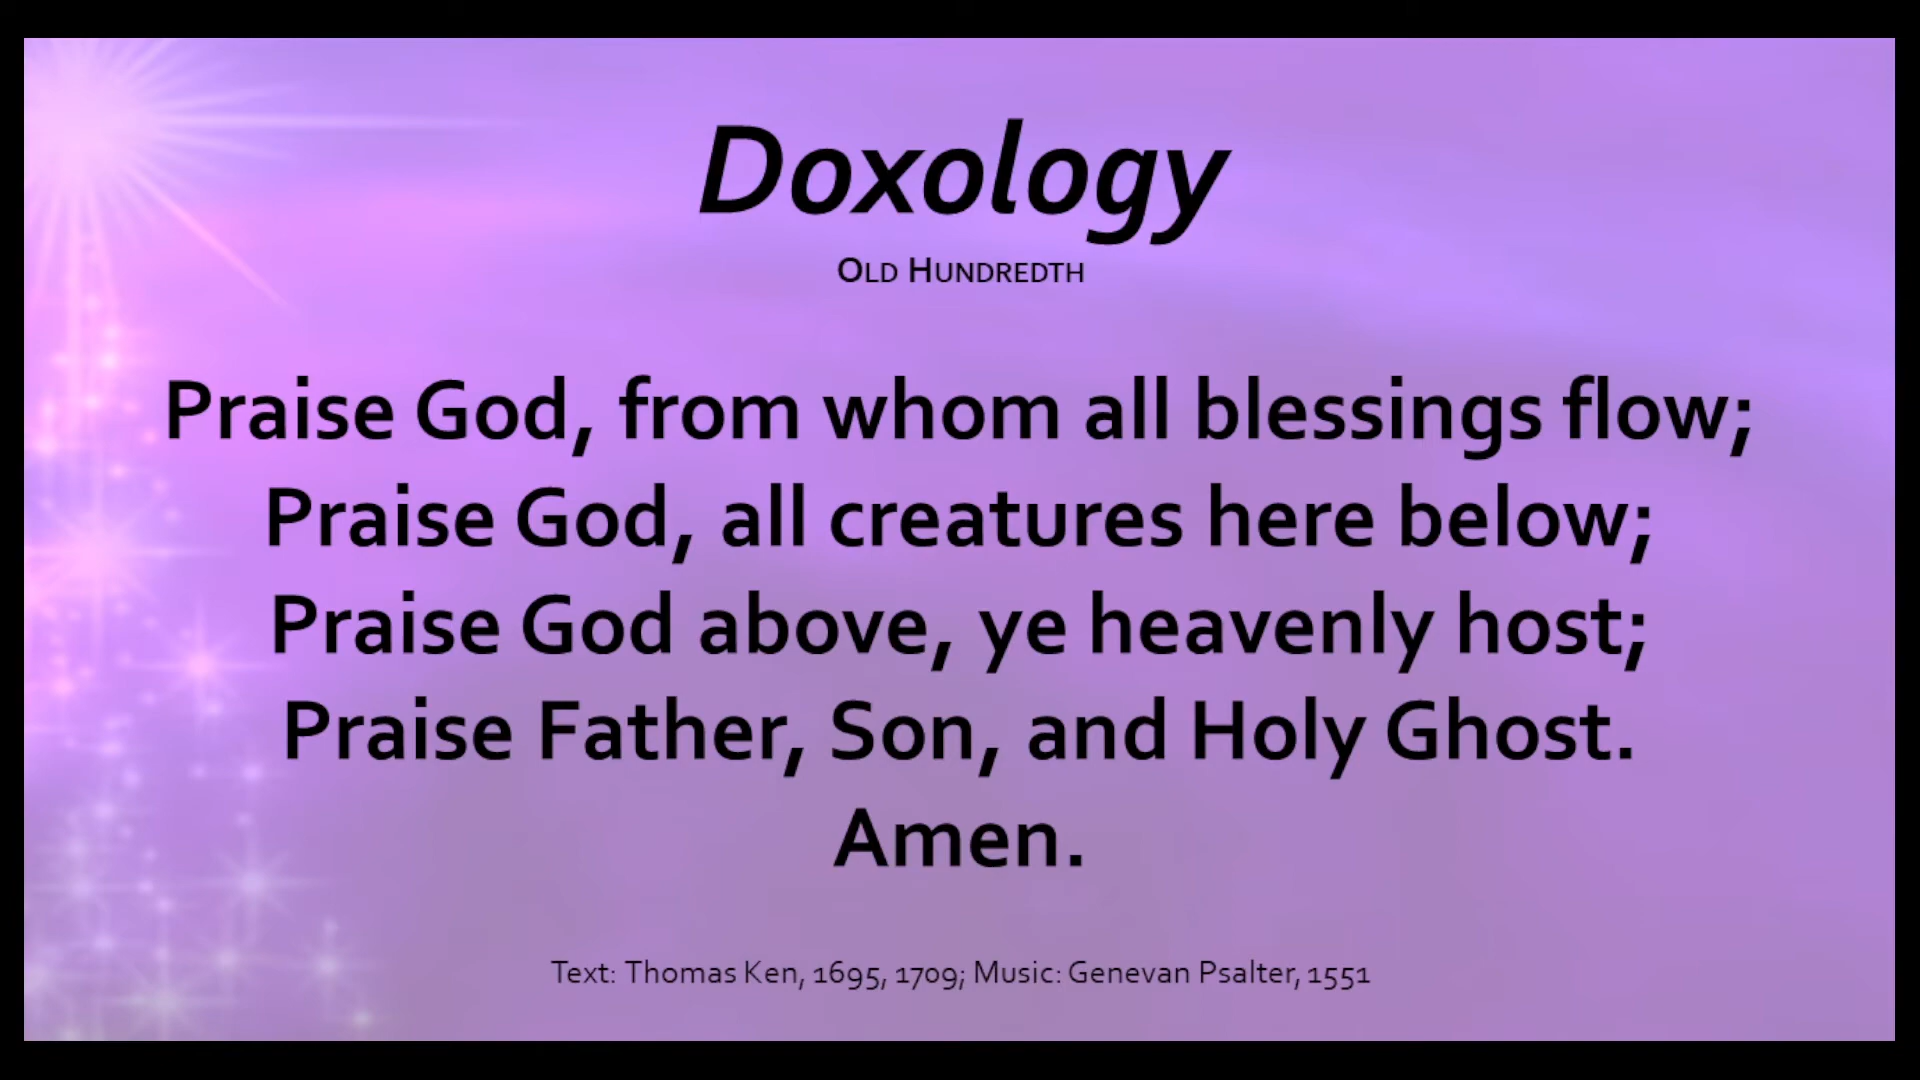 Doxology
Old Hundredth
Praise God, from whom all blessings flow;
Praise God, all creatures here below;
Praise God above, ye heavenly host;
Praise Father, Son, and Holy Ghost.
Amen.
Text: Thomas Ken, 1695, 1709; Music: Genevan Psalter, 1551